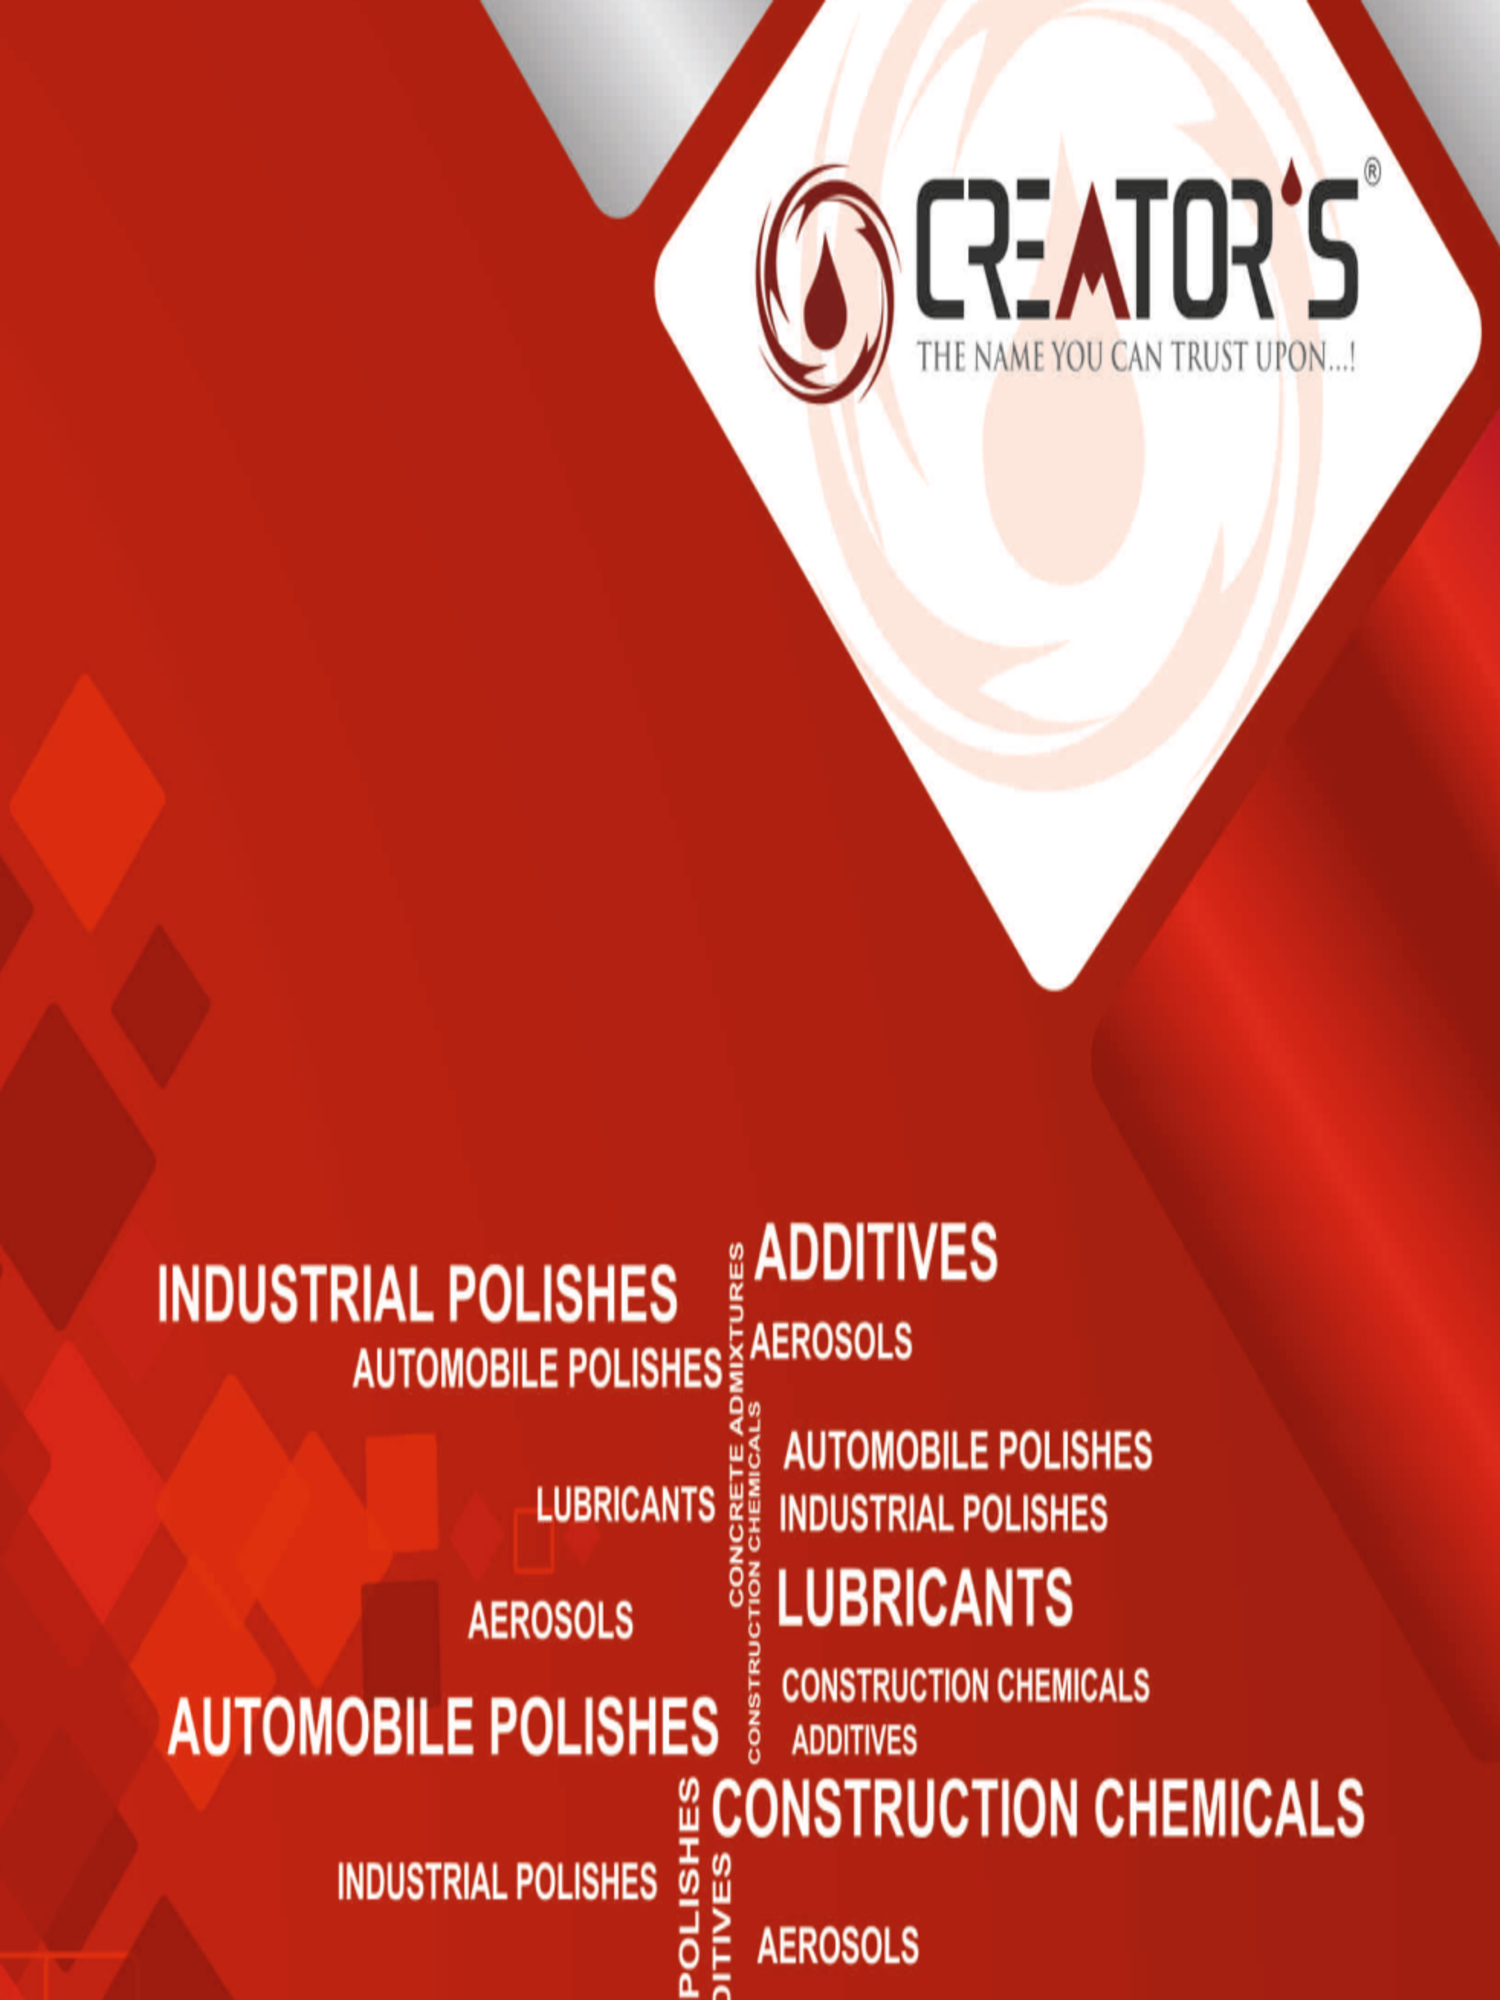 CREATOR'S®
THE NAME YOU CAN TRUST UPON...!
ADDITIVES
INDUSTRIAL POLISHES
AEROSOLS
AUTOMOBILE POLISHES
CONCRETE ADMIXTURES
CONSTRUCTION CHEMICALS
AUTOMOBILE POLISHES
LUBRICANTS
INDUSTRIAL POLISHES
LUBRICANTS
AEROSOLS
CONSTRUCTION CHEMICALS
AUTOMOBILE POLISHES
ADDITIVES
CONSTRUCTION CHEMICALS
INDUSTRIAL POLISHES
POLISHES
DITIVES
AEROSOLS